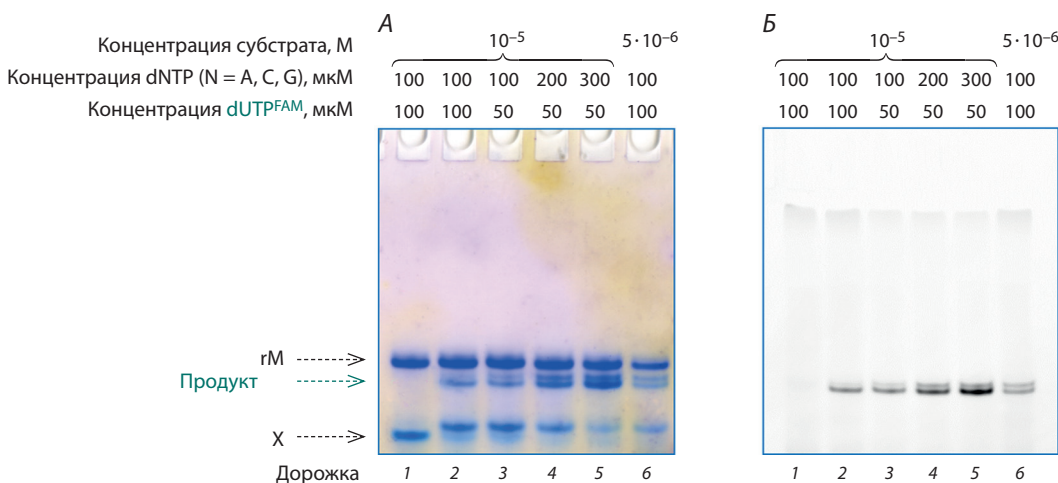 А Б
Концентрация субстрата, М 10⁻⁵ 5·10⁻⁶ 10⁻⁵ 5·10⁻⁶
Концентрация dNTP (N = A, C, G), мкМ 100 100 100 200 300 100 100 100 100 200 300 100
Концентрация dUTPᶠᴬᴹ, мкМ 100 100 50 50 50 100 100 100 50 50 50 100
rM
Продукт
X
Дорожка 1 2 3 4 5 6 1 2 3 4 5 6